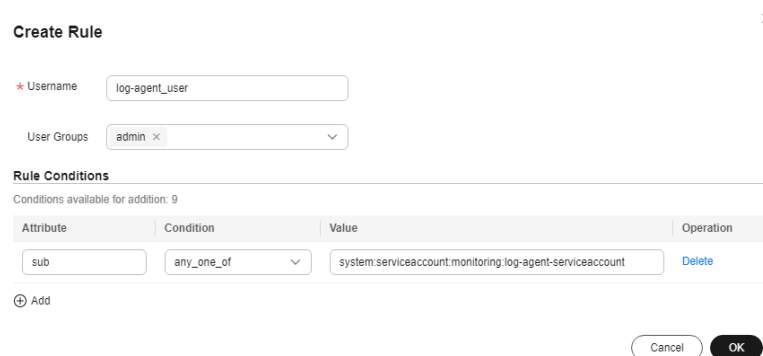 Create Rule
* Username log-agent_user
User Groups admin ×
Rule Conditions
Conditions available for addition: 9
Attribute Condition Value Operation
sub any_one_of system:serviceaccount:monitoring:log-agent-serviceaccount Delete
Add
Cancel OK